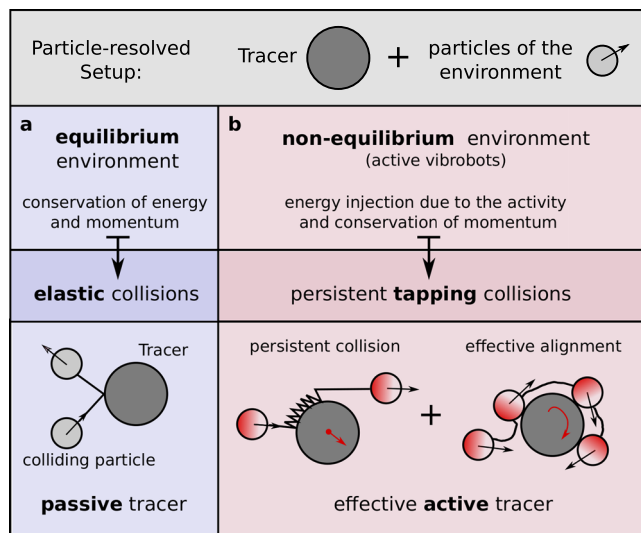 Particle-resolved
Setup:
Tracer
+
particles of the
environment
a
equilibrium
environment
conservation of energy
and momentum
elastic collisions
Tracer
colliding particle
passive tracer
b
non-equilibrium environment
(active vibrobots)
energy injection due to the activity
and conservation of momentum
persistent tapping collisions
persistent collision
+
effective alignment
effective active tracer